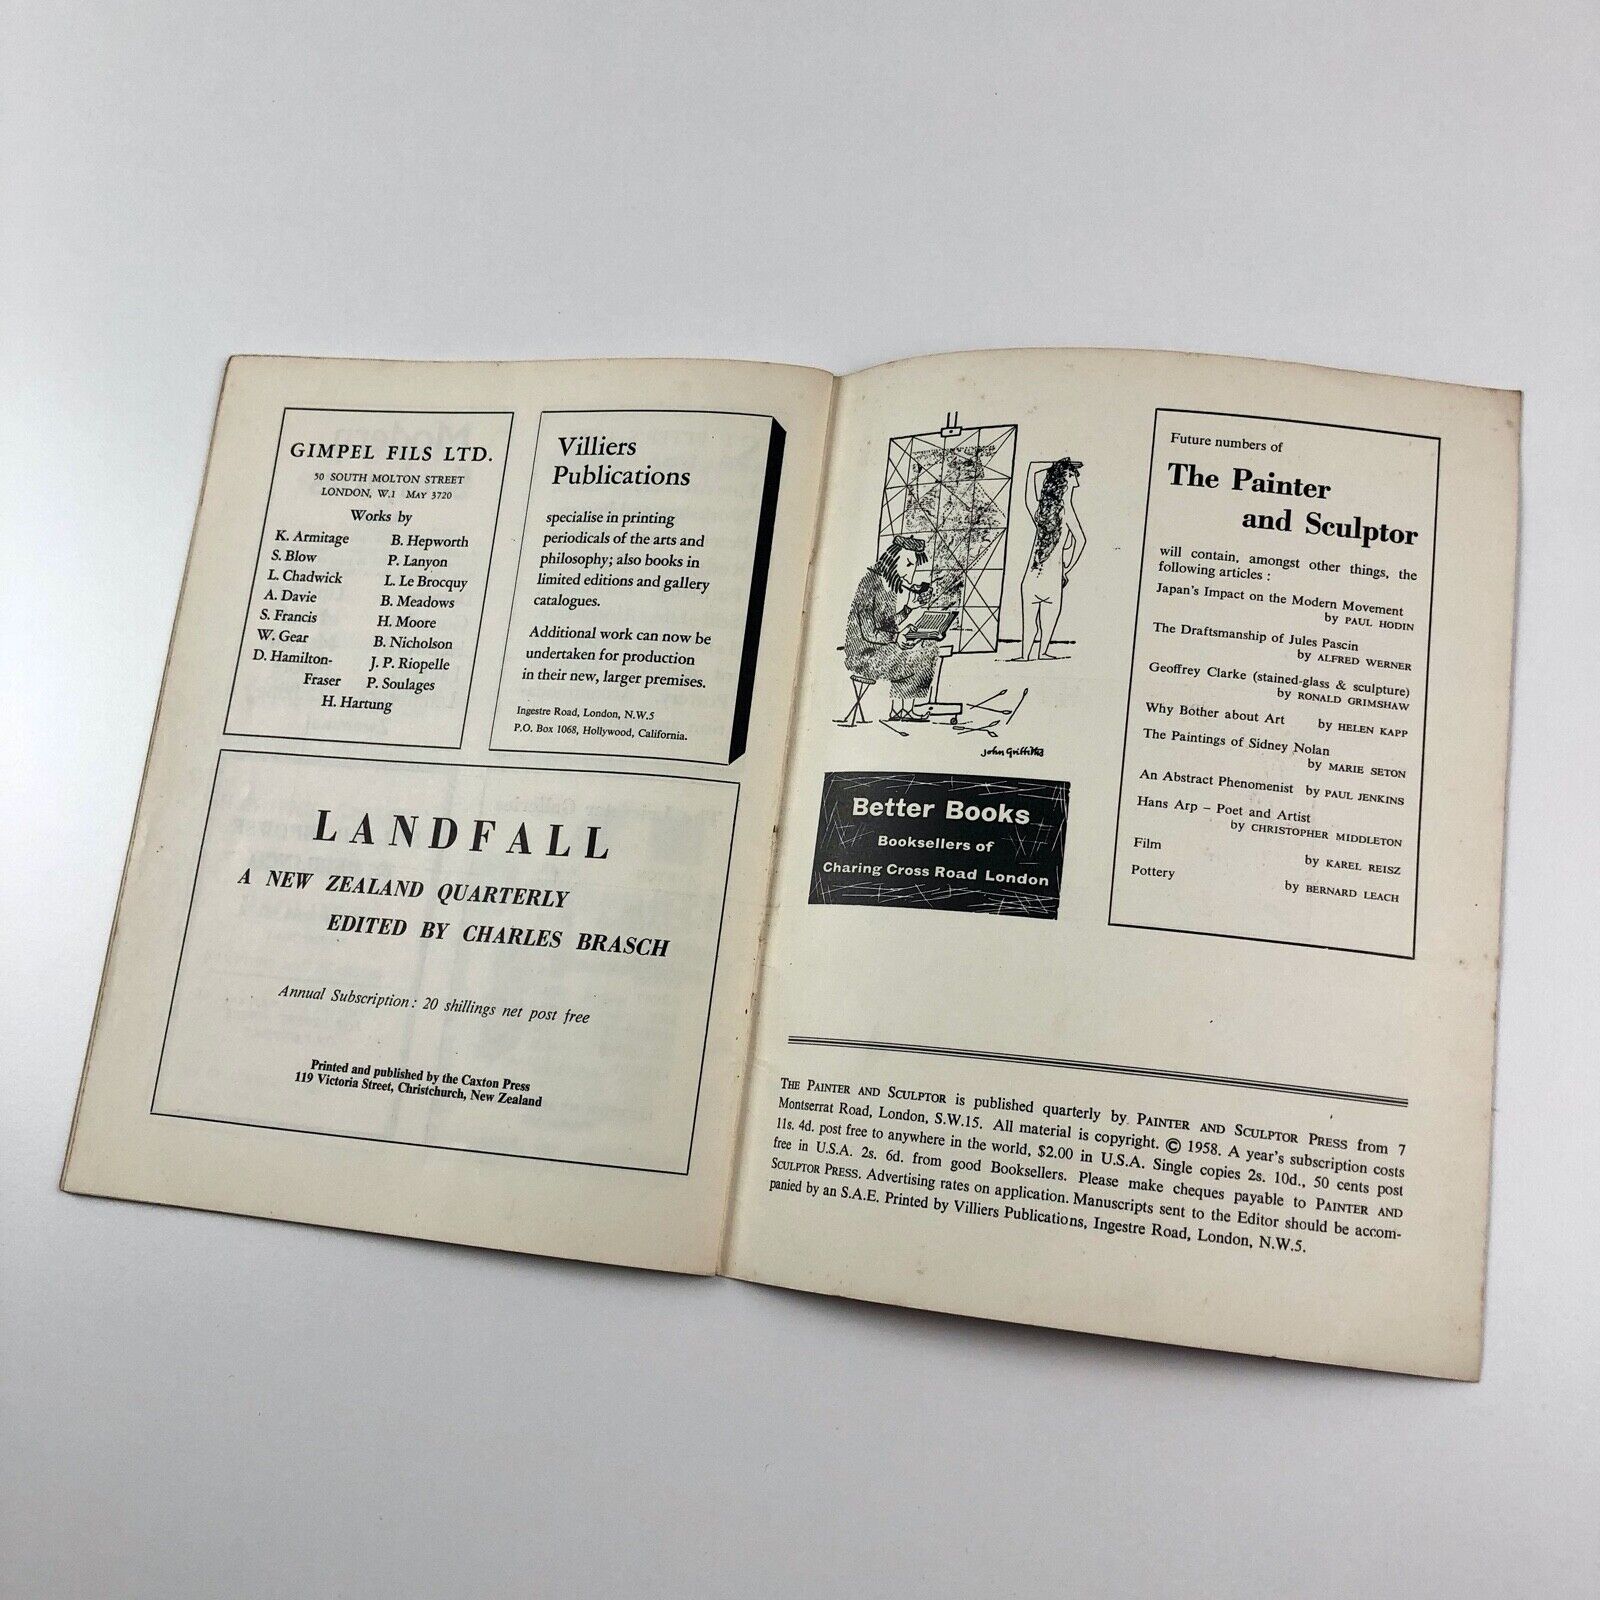 GIMPEL FILS LTD.
50 SOUTH MOLTON STREET
LONDON, W.1 MAY 3720
Works by
K. Armitage
S. Blow
L. Chadwick
A. Davie
S. Francis
W. Gear
D. Hamilton-
Fraser
B. Hepworth
P. Lanyon
L. Le Brocquy
B. Meadows
H. Moore
B. Nicholson
J. P. Riopelle
P. Soulages
H. Hartung
Villiers
Publications
specialise in printing
periodicals of the arts and
philosophy; also books in
limited editions and gallery
catalogues.
Additional work can now be
undertaken for production
in their new, larger premises.
Ingestre Road, London, N.W.5
P.O. Box 1068, Hollywood, California.
LANDFALL
A NEW ZEALAND QUARTERLY
EDITED BY CHARLES BRASCH
Annual Subscription: 20 shillings net post free
Printed and published by the Caxton Press
119 Victoria Street, Christchurch, New Zealand
John Griffiths
Better Books
Booksellers of
Charing Cross Road London
Future numbers of
The Painter
and Sculptor
will contain, amongst other things, the
following articles :
Japan's Impact on the Modern Movement
by PAUL HODIN
The Draftsmanship of Jules Pascin
by ALFRED WERNER
Geoffrey Clarke (stained-glass & sculpture)
by RONALD GRIMSHAW
Why Bother about Art by HELEN KAPP
The Paintings of Sidney Nolan
by MARIE SETON
An Abstract Phenomenist by PAUL JENKINS
Hans Arp – Poet and Artist
by CHRISTOPHER MIDDLETON
Film
by KAREL REISZ
Pottery
by BERNARD LEACH
THE PAINTER AND SCULPTOR is published quarterly by PAINTER AND SCULPTOR PRESS from 7
Montserrat Road, London, S.W.15. All material is copyright. © 1958. A year's subscription costs
11s. 4d. post free to anywhere in the world, $2.00 in U.S.A. Single copies 2s. 10d., 50 cents post
free in U.S.A. 2s. 6d. from good Booksellers. Please make cheques payable to PAINTER AND
SCULPTOR PRESS. Advertising rates on application. Manuscripts sent to the Editor should be accom-
panied by an S.A.E. Printed by Villiers Publications, Ingestre Road, London, N.W.5.